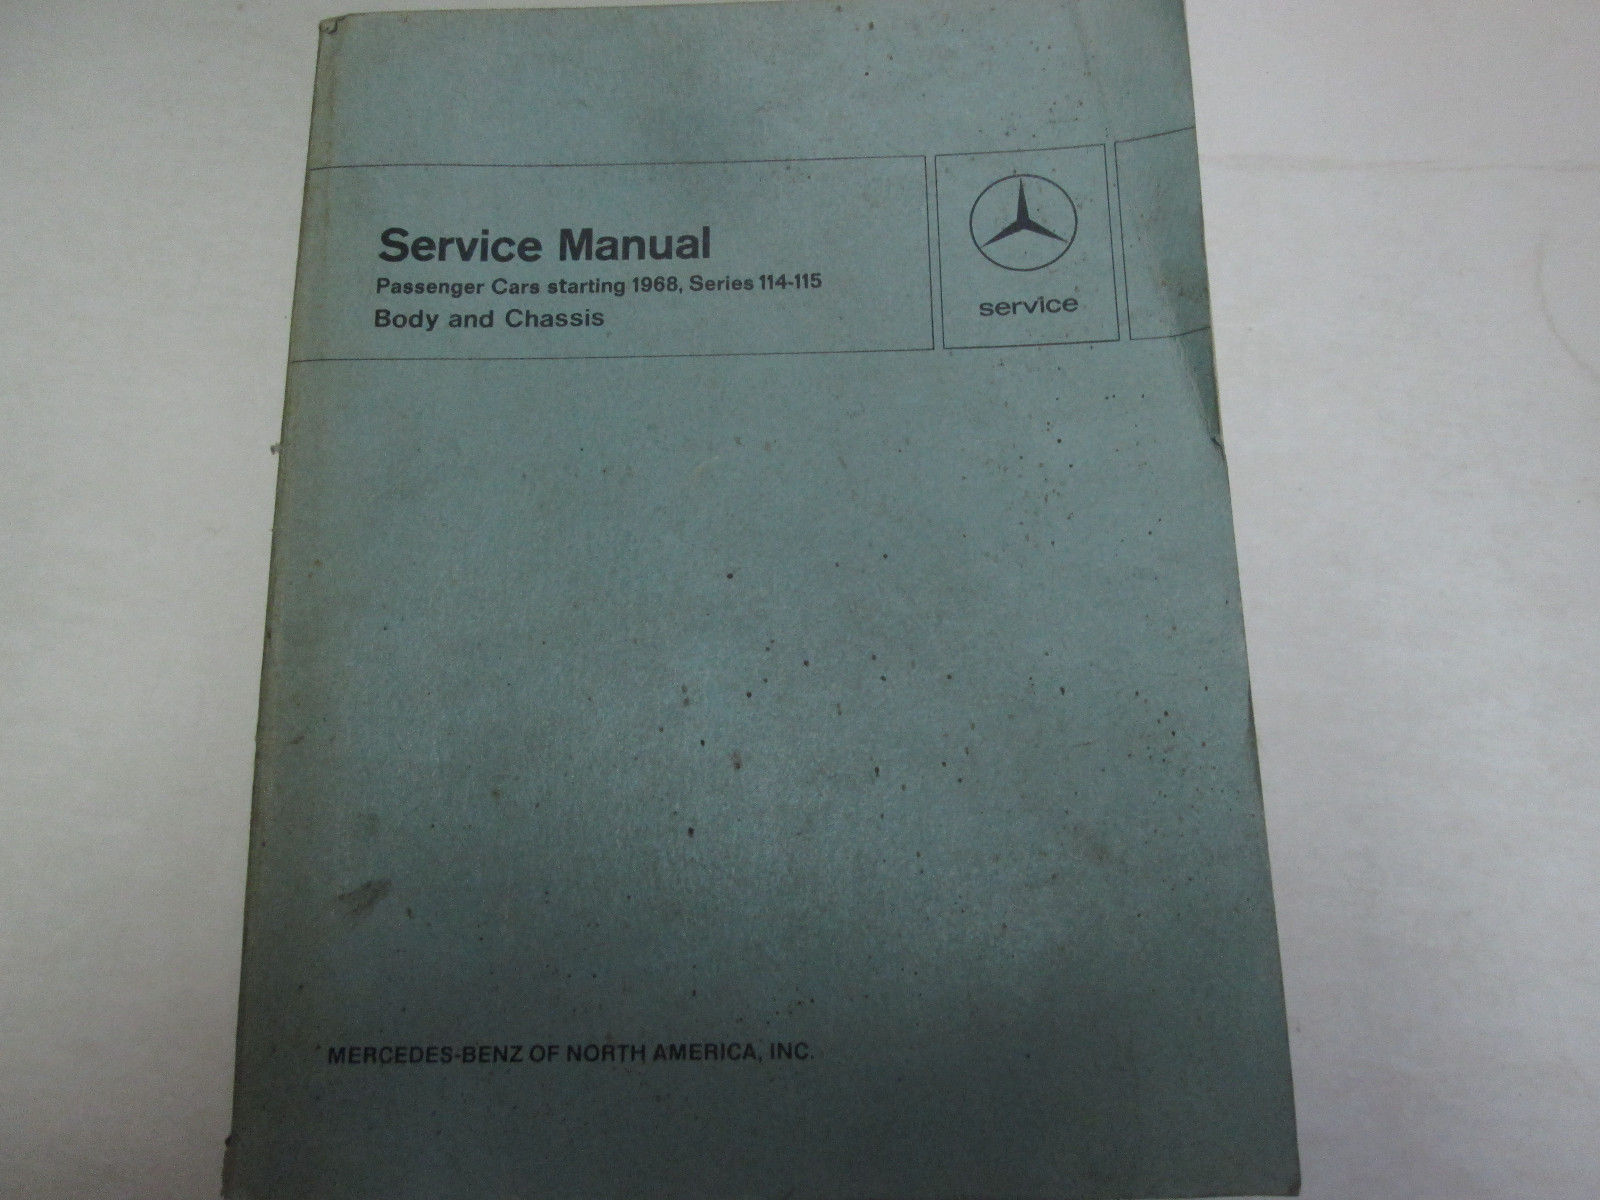 Service Manual
Passenger Cars starting 1968, Series 114-115
Body and Chassis
service
MERCEDES-BENZ OF NORTH AMERICA, INC.